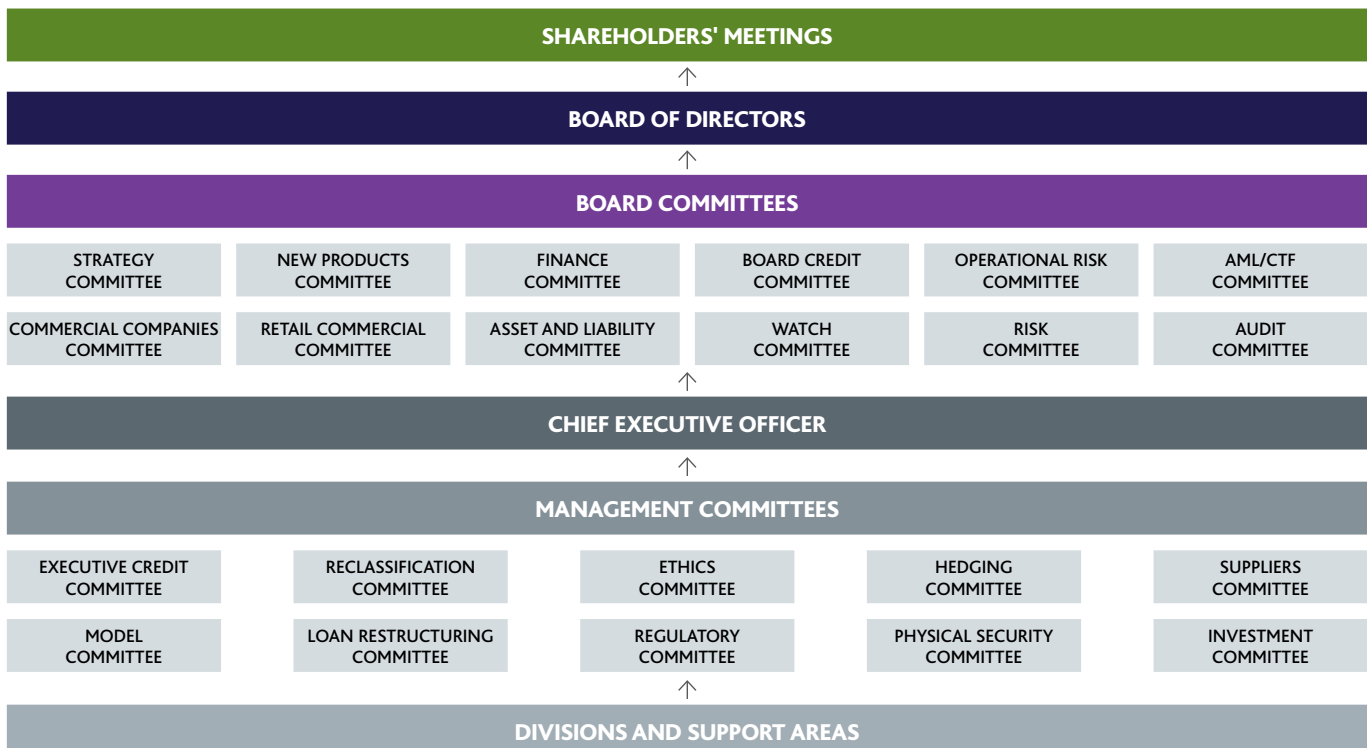 SHAREHOLDERS' MEETINGS
BOARD OF DIRECTORS
BOARD COMMITTEES
STRATEGY
COMMITTEE
NEW PRODUCTS
COMMITTEE
FINANCE
COMMITTEE
BOARD CREDIT
COMMITTEE
OPERATIONAL RISK
COMMITTEE
AML/CTF
COMMITTEE
COMMERCIAL COMPANIES
COMMITTEE
RETAIL COMMERCIAL
COMMITTEE
ASSET AND LIABILITY
COMMITTEE
WATCH
COMMITTEE
RISK
COMMITTEE
AUDIT
COMMITTEE
CHIEF EXECUTIVE OFFICER
MANAGEMENT COMMITTEES
EXECUTIVE CREDIT
COMMITTEE
RECLASSIFICATION
COMMITTEE
ETHICS
COMMITTEE
HEDGING
COMMITTEE
SUPPLIERS
COMMITTEE
MODEL
COMMITTEE
LOAN RESTRUCTURING
COMMITTEE
REGULATORY
COMMITTEE
PHYSICAL SECURITY
COMMITTEE
INVESTMENT
COMMITTEE
DIVISIONS AND SUPPORT AREAS